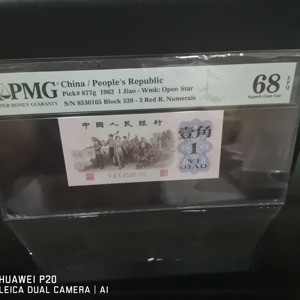 PMG
PAPER MONEY GUARANTY
China / People's Republic
Pick# 877g 1962 1 Jiao - Wmk: Open Star
S/N 8530165 Block 520 - 3 Red R. Numerals
68 EPQ
Superb Gem Unc
中国人民银行
壹角
1
YI
JIAO
8530165
HUAWEI P20
LEICA DUAL CAMERA | AI